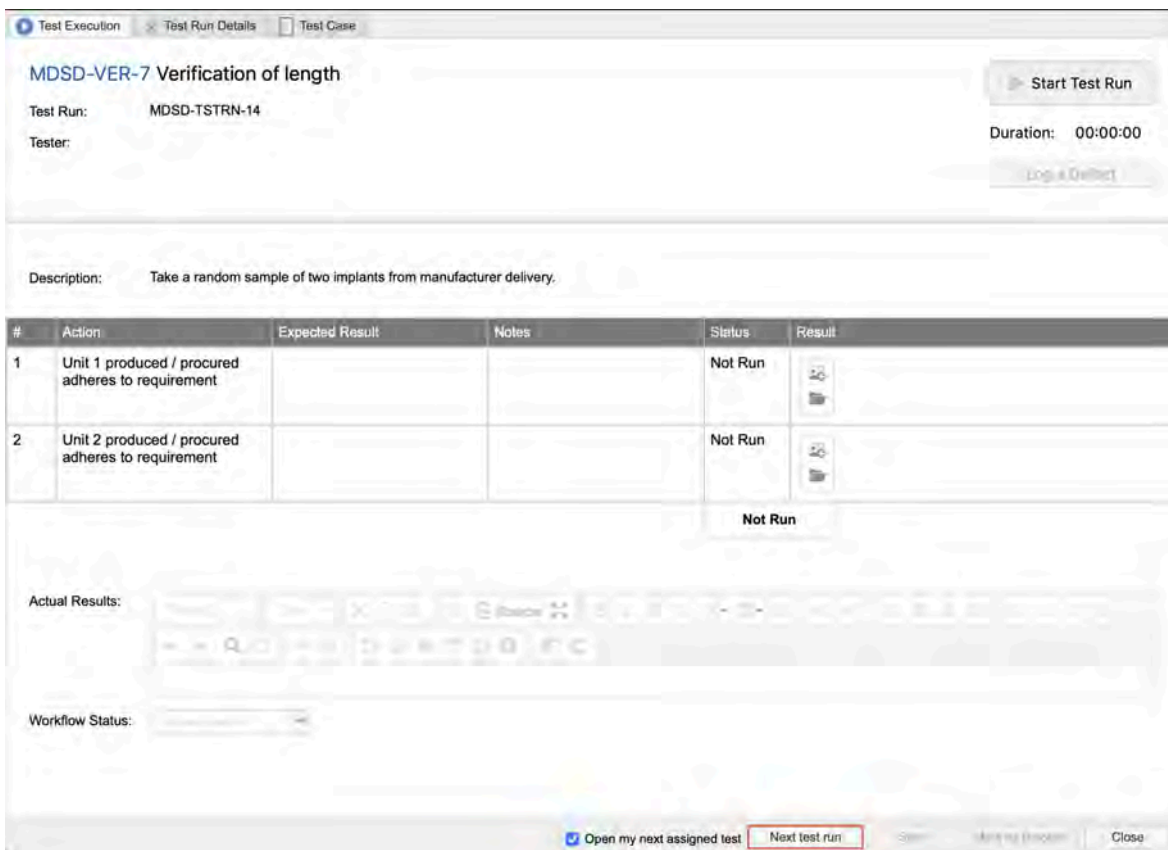 Test Execution
Test Run Details
Test Case
MDSD-VER-7 Verification of length
Start Test Run
Test Run:
MDSD-TSTRN-14
Duration: 00:00:00
Tester:
Log a Defect
Description:
Take a random sample of two implants from manufacturer delivery.
# Action Expected Result Notes Status Result
1 Unit 1 produced / procured Not Run
adheres to requirement
2 Unit 2 produced / procured Not Run
adheres to requirement
Not Run
Actual Results:
Source
Workflow Status:
Open my next assigned test
Next test run
Save
Close